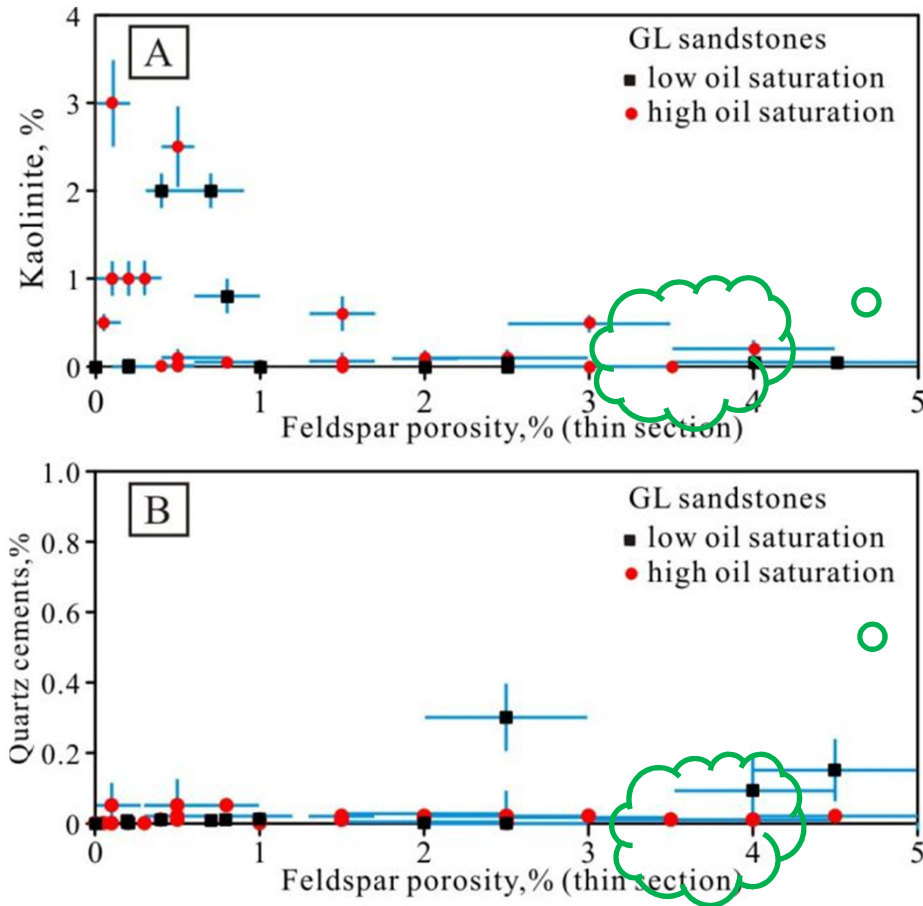 4
A
GL sandstones
low oil saturation
high oil saturation
3
2
1
0
Kaolinite, %
0 1 2 3 4 5
Feldspar porosity,% (thin section)
1.0
B
GL sandstones
low oil saturation
high oil saturation
0.8
0.6
0.4
0.2
0
Quartz cements,%
0 1 2 3 4 5
Feldspar porosity,% (thin section)